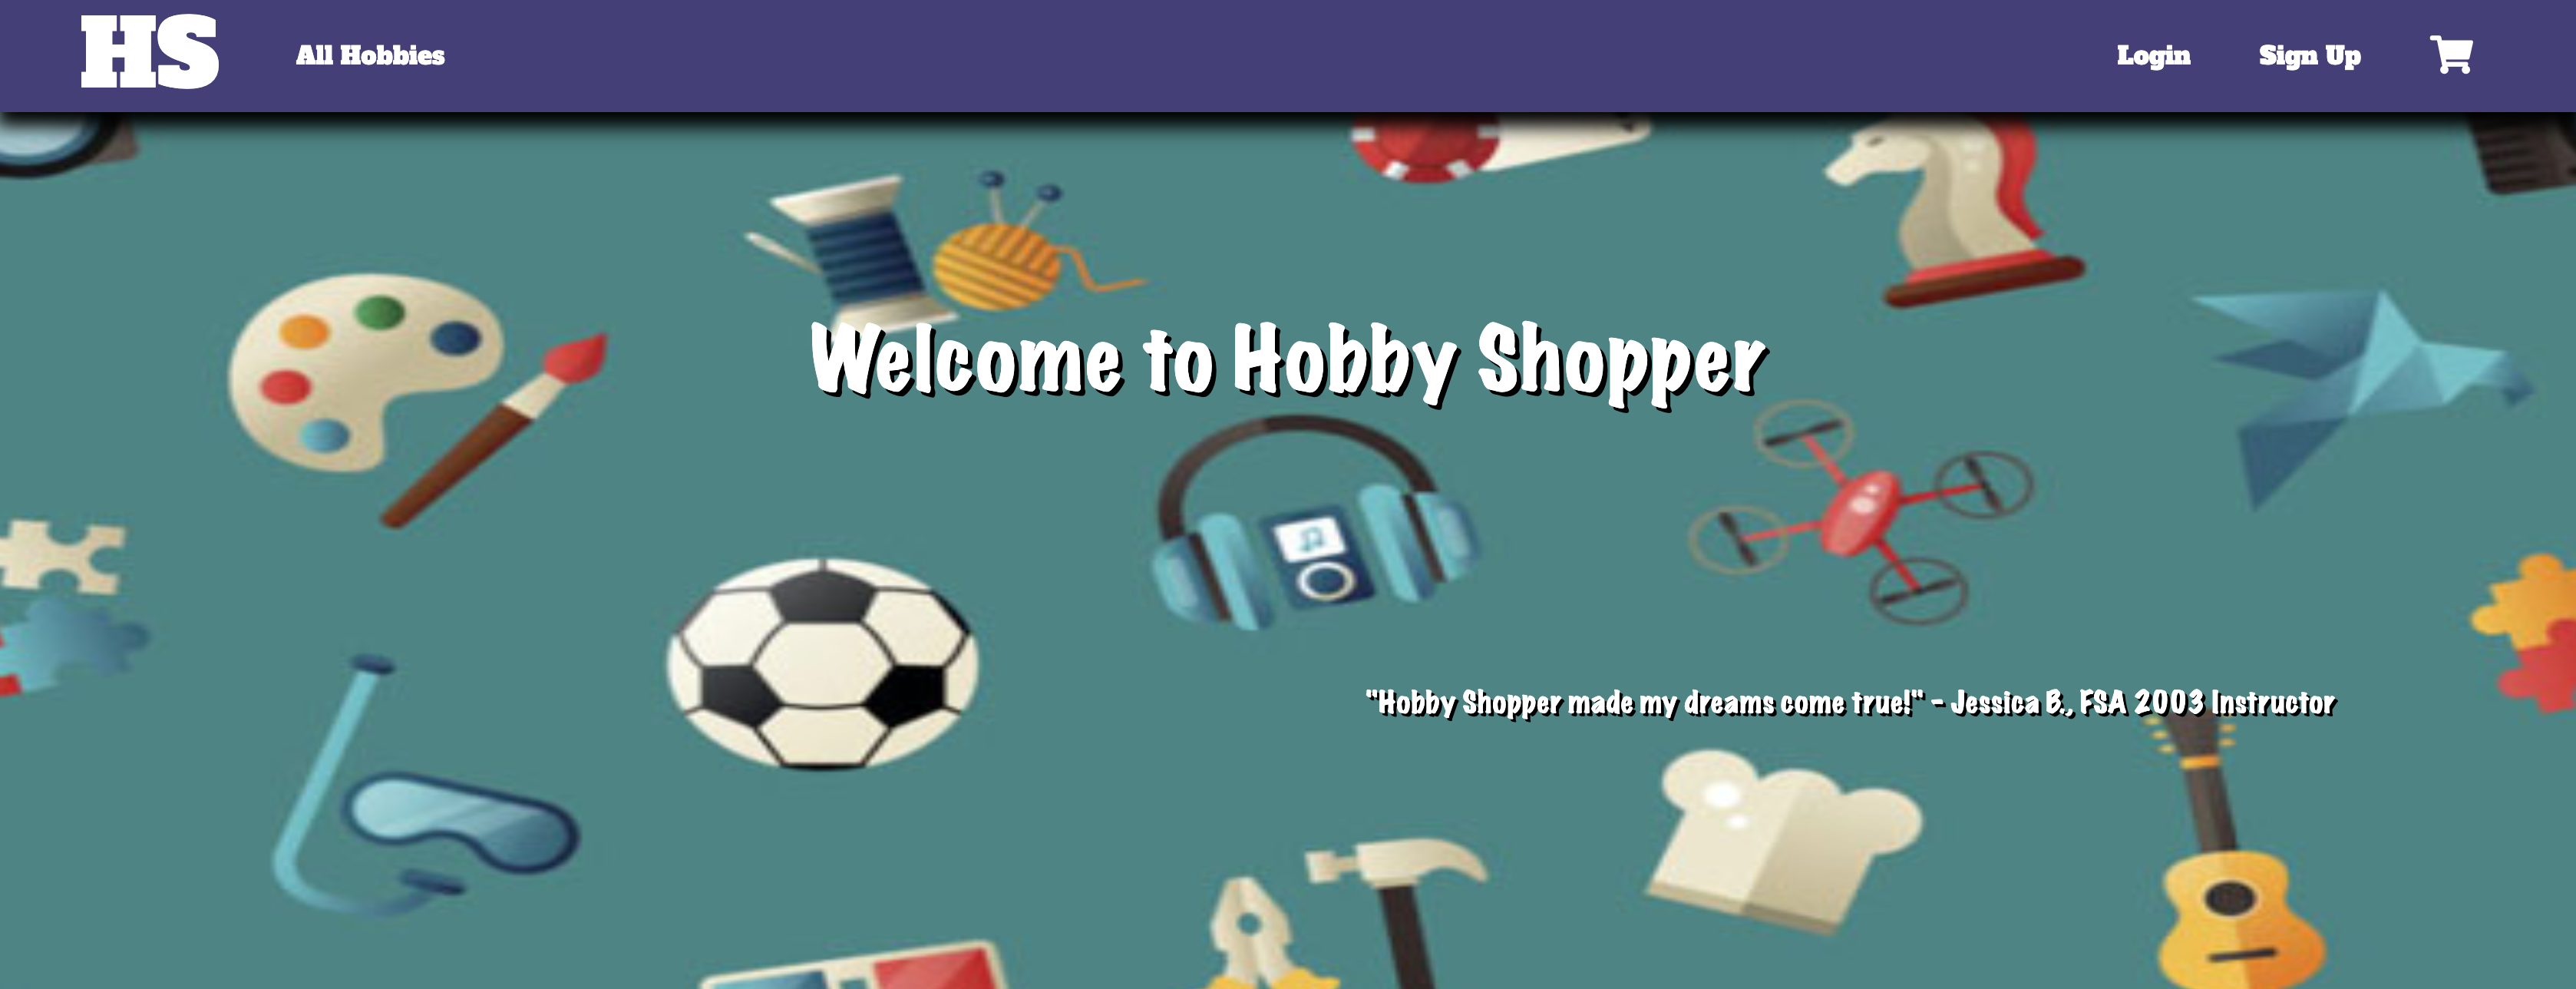 HS
All Hobbies
Login
Sign Up
Welcome to Hobby Shopper
"Hobby Shopper made my dreams come true!" - Jessica B., FSA 2003 Instructor